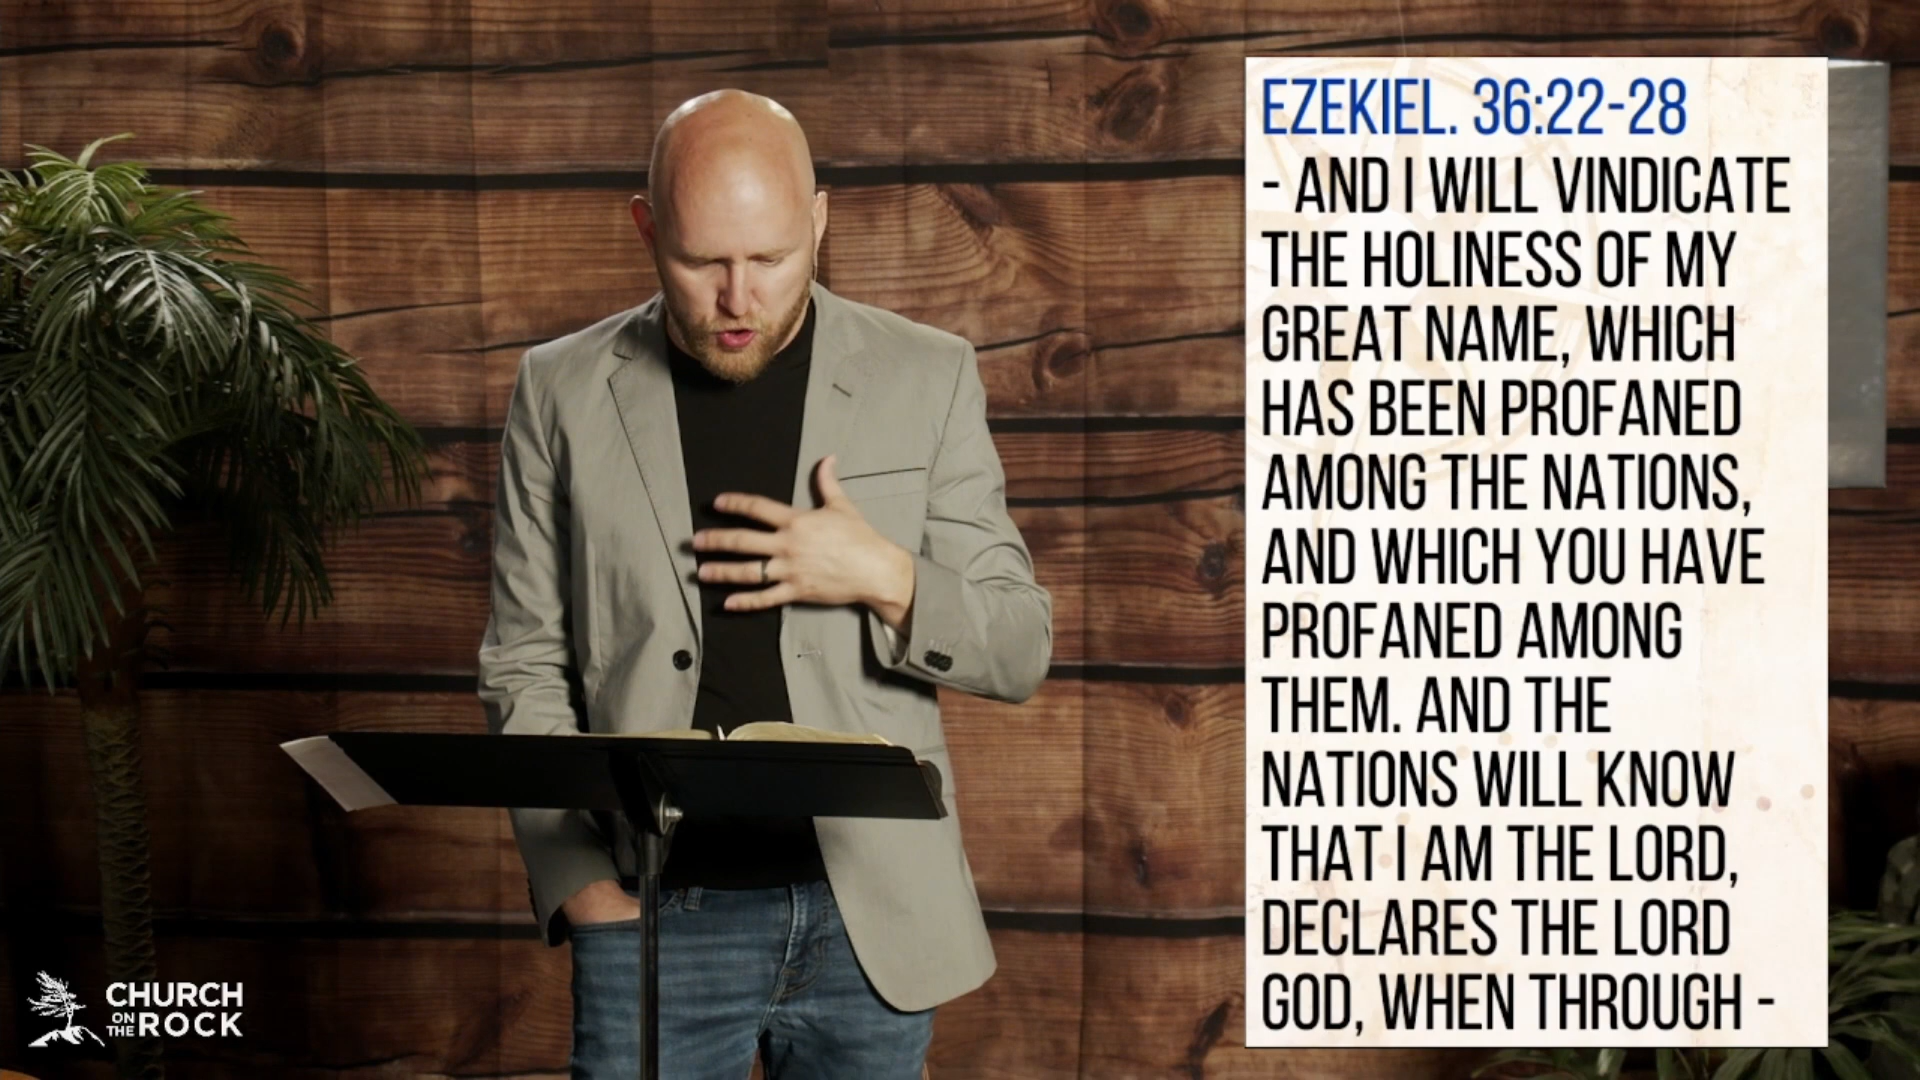 EZEKIEL. 36:22-28
- AND I WILL VINDICATE
THE HOLINESS OF MY
GREAT NAME, WHICH
HAS BEEN PROFANED
AMONG THE NATIONS,
AND WHICH YOU HAVE
PROFANED AMONG
THEM. AND THE
NATIONS WILL KNOW
THAT I AM THE LORD,
DECLARES THE LORD
GOD, WHEN THROUGH -
CHURCH
ON
THE ROCK